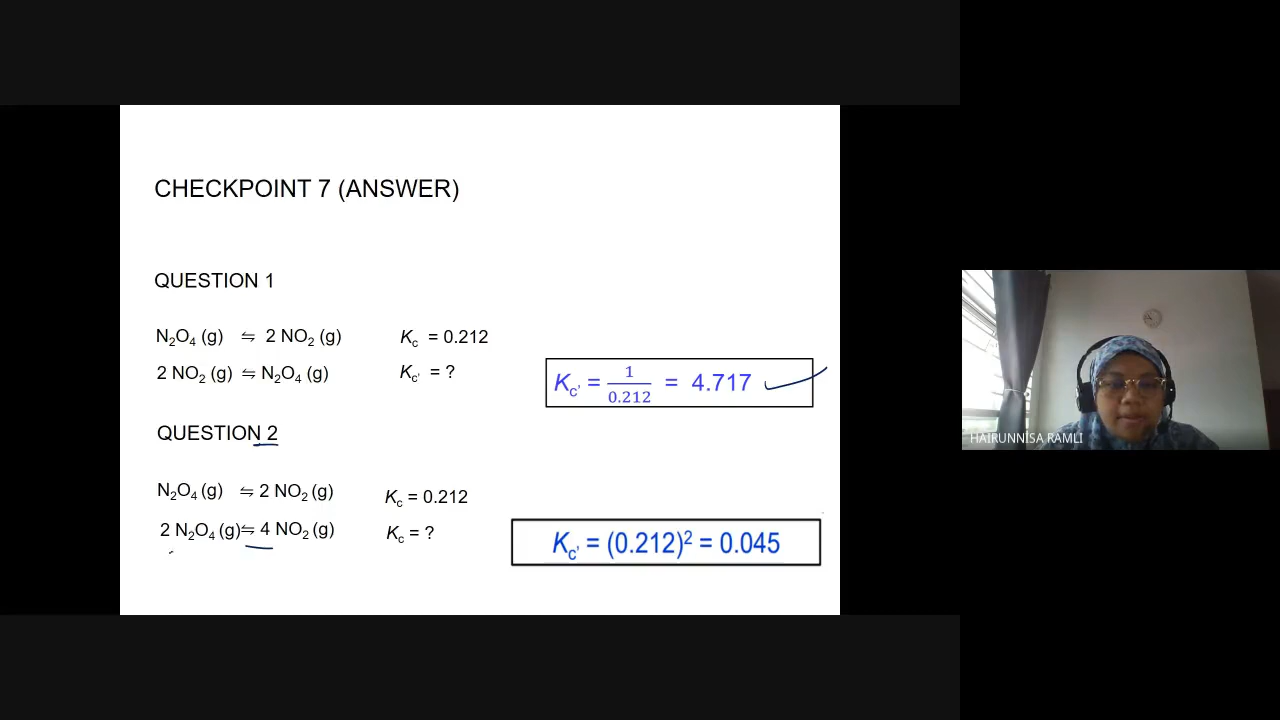 CHECKPOINT 7 (ANSWER)
QUESTION 1
N₂O₄ (g) ⇋ 2 NO₂ (g) Kc = 0.212
2 NO₂ (g) ⇋ N₂O₄ (g) Kc' = ?
Kc' = 1/0.212 = 4.717
QUESTION 2
N₂O₄ (g) ⇋ 2 NO₂ (g) Kc = 0.212
2 N₂O₄ (g) ⇋ 4 NO₂ (g) Kc = ?
Kc' = (0.212)² = 0.045
HAIRUNNISA RAMLI